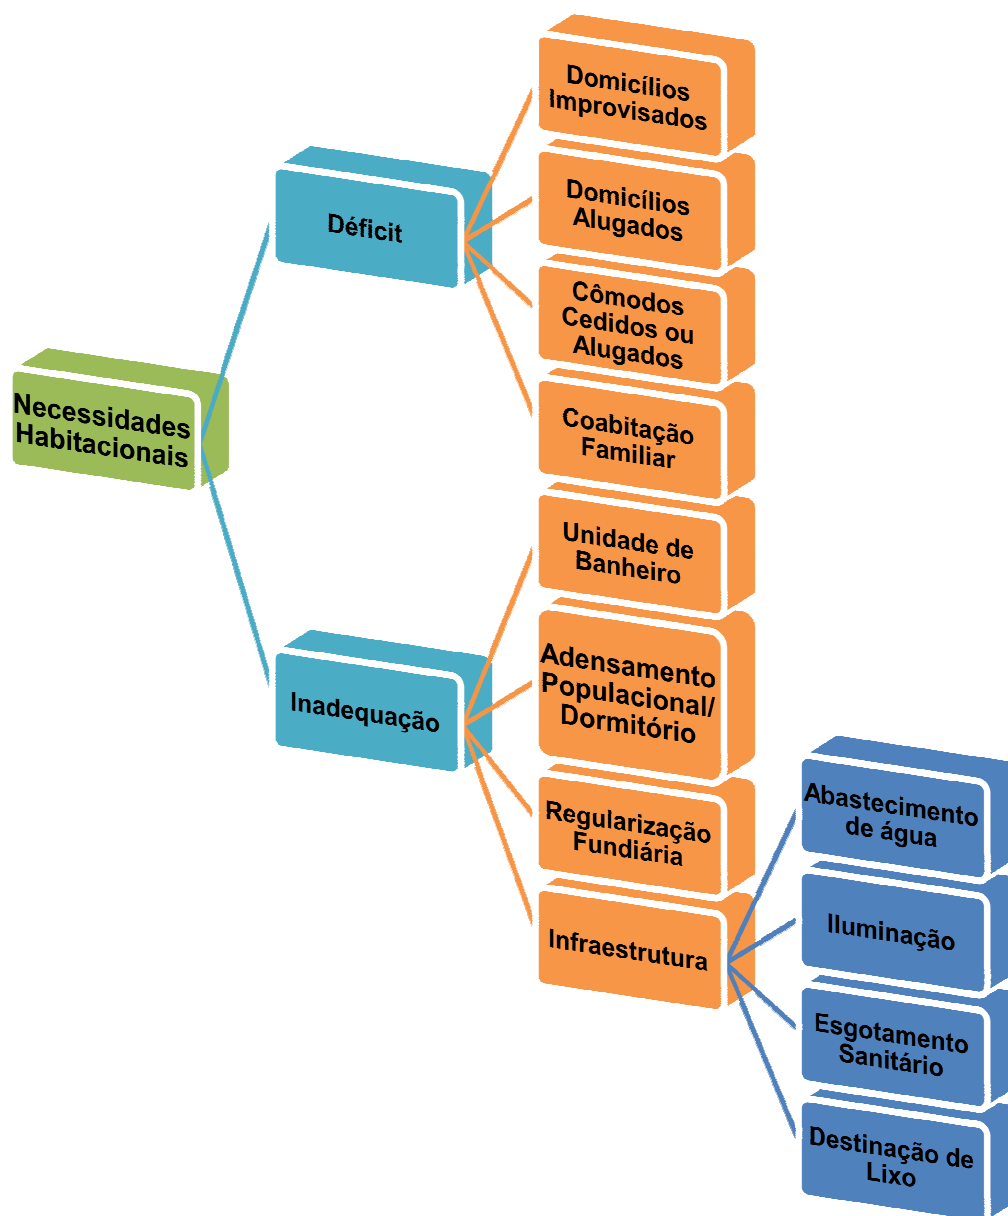 Necessidades
Habitacionais
Déficit
Domicílios
Improvisados
Domicílios
Alugados
Cômodos
Cedidos ou
Alugados
Coabitação
Familiar
Inadequação
Unidade de
Banheiro
Adensamento
Populacional/
Dormitório
Regularização
Fundiária
Infraestrutura
Abastecimento
de água
Iluminação
Esgotamento
Sanitário
Destinação de
Lixo